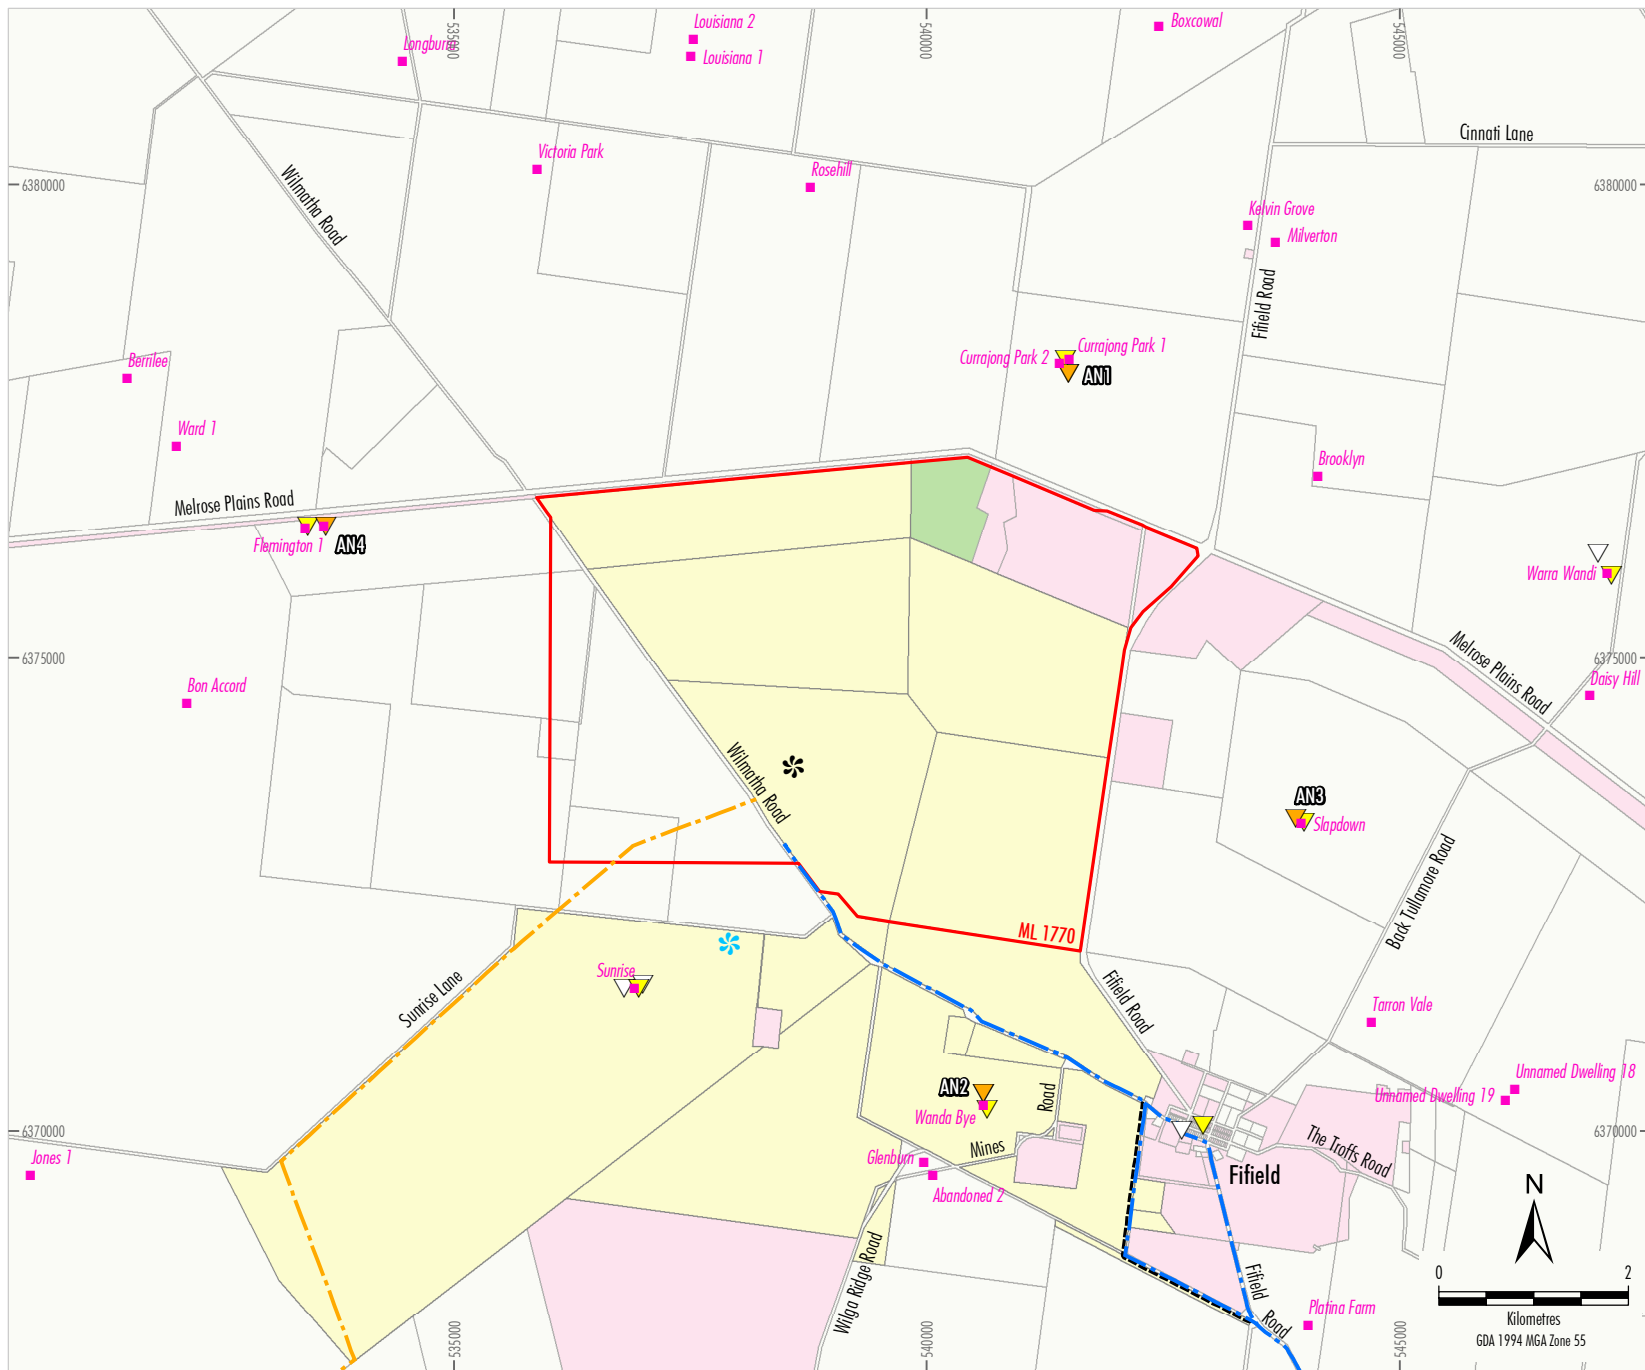 535000
540000
545000
Louisiana 2
Louisiana 1
Boxcowal
Longburn
Cinnati Lane
Victoria Park
Rosehill
6380000
6380000
Wilmatha Road
Kelvin Grove
Milverton
Fifield Road
Currajong Park 1
Currajong Park 2
AN1
Berrilee
Ward 1
Brooklyn
Melrose Plains Road
Flemington 1
AN4
Warra Wandi
6375000
6375000
Melrose Plains Road
Daisy Hill
Bon Accord
Wilmatha Road
AN3
Slapdown
Back Tullamore Road
ML 1770
Sunrise
Sunrise Lane
Fifield Road
Tarron Vale
Unnamed Dwelling 18
Unnamed Dwelling 19
AN2
Wanda Bye
Road
Mines
6370000
6370000
The Troffs Road
Jones 1
Glenburn
Abandoned 2
Fifield
N
Wilga Ridge Road
Fifield
Road
Platina Farm
0
2
Kilometres
GDA 1994 MGA Zone 55
535000
540000
545000